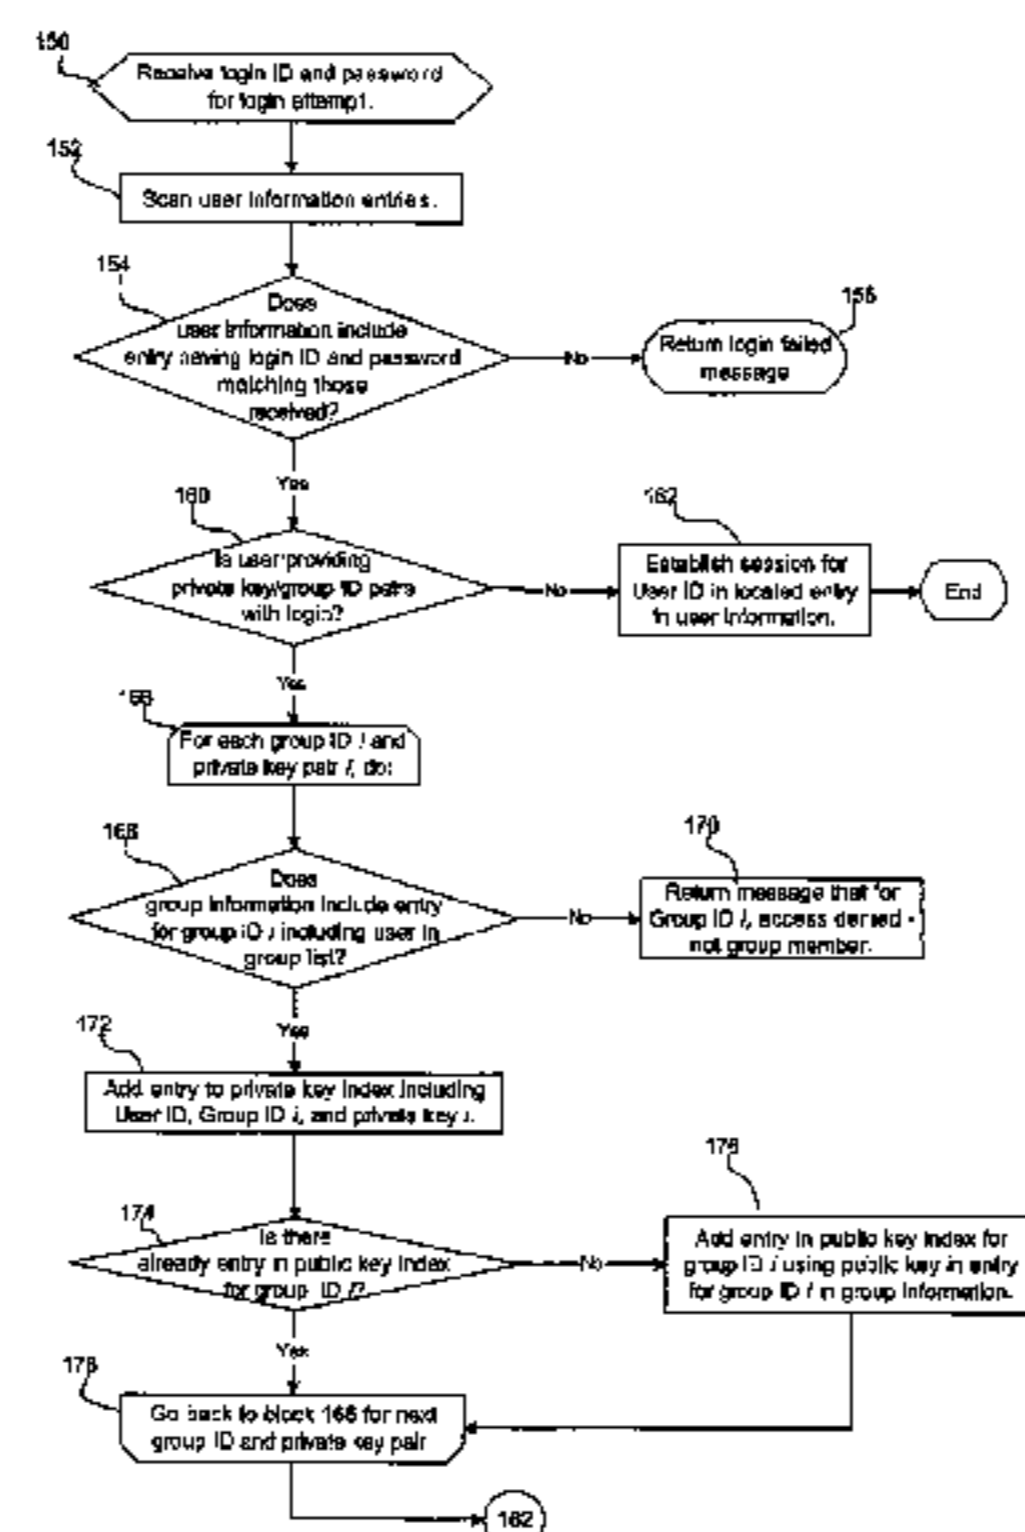 150
Receive login ID and password
for login attempt.
152
Scan user information entries.
154
Does
user information include
entry having login ID and password
matching those
received?
No
Return login failed
message
Yes
160
Is user providing
private key/group ID pairs
with login?
No
162
Establish session for
User ID in located entry
in user information.
End
Yes
For each group ID i and
private key pair i, do:
168
Does
group information include entry
for group ID i including user in
group list?
No
170
Return message that for
Group ID i, access denied -
not group member.
Yes
172
Add entry to private key index including
User ID, Group ID i, and private key i.
174
Is there
already entry in public key index
for group ID i?
No
176
Add entry in public key index for
group ID i using public key in entry
for group ID i in group information.
Yes
178
Go back to block 166 for next
group ID and private key pair
162